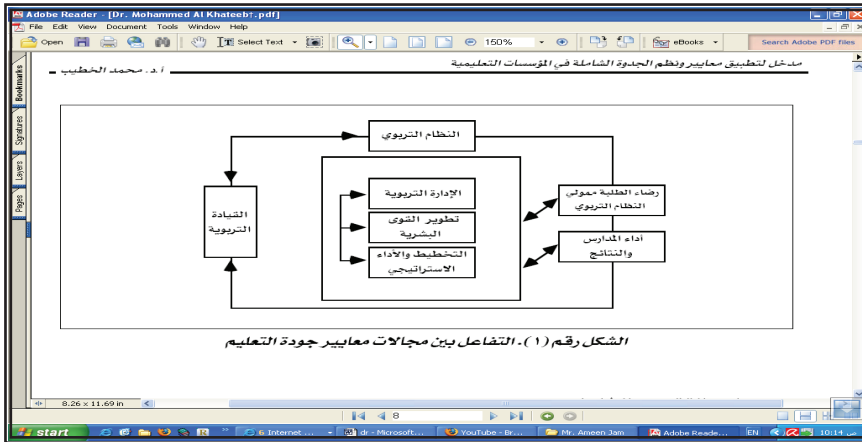 Adobe Reader - [Dr. Mohammed Al Khateeb†.pdf]
File Edit View Document Tools Window Help
Open Select Text 150% eBooks Search Adobe PDF files
Bookmarks
Signatures
Layers
Pages
مدخل لتطبيق معايير ونظم الجدوة الشاملة في المؤسسات التعليمية
أ.د. محمد الخطيب
النظام التربوي
القيادة
التربوية
الإدارة التربوية
تطوير القوى
البشرية
التخطيط والأداء
الاستراتيجي
رضاء الطلبة ممولي
النظام التربوي
أداء المدارس
والنتائج
الشكل رقم (١). التفاعل بين مجالات معايير جودة التعليم
8.26 x 11.69 in
8
start 6 Internet ... dr - Microsoft... YouTube - Br... Mr. Ameen Jam Adobe Reade... EN 10:14